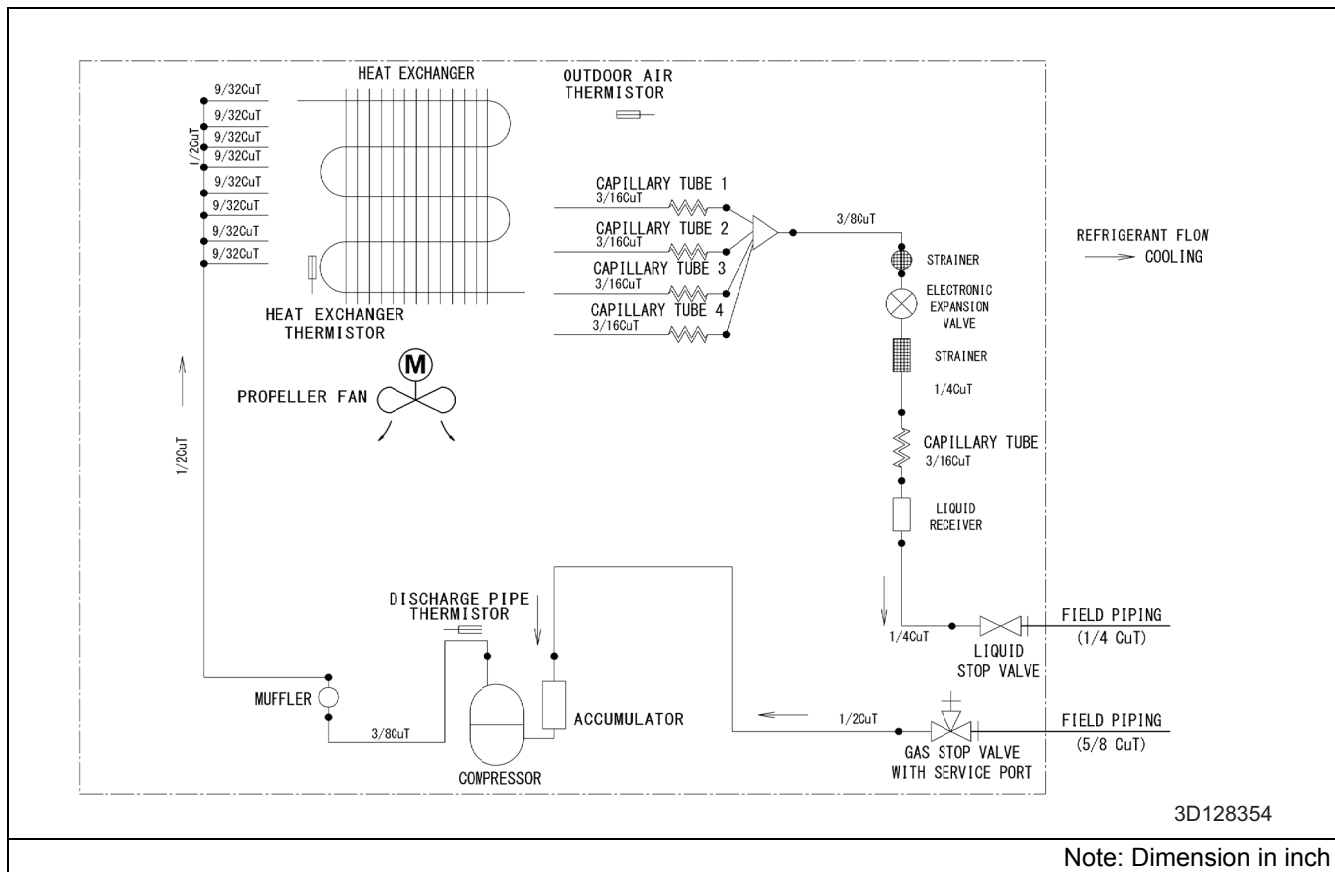 HEAT EXCHANGER
OUTDOOR AIR
THERMISTOR
9/32CuT
9/32CuT
9/32CuT
9/32CuT
9/32CuT
9/32CuT
9/32CuT
9/32CuT
1/2CuT
CAPILLARY TUBE 1
3/16CuT
CAPILLARY TUBE 2
3/16CuT
CAPILLARY TUBE 3
3/16CuT
CAPILLARY TUBE 4
3/16CuT
3/8CuT
REFRIGERANT FLOW
COOLING
STRAINER
ELECTRONIC
EXPANSION
VALVE
STRAINER
1/4CuT
HEAT EXCHANGER
THERMISTOR
M
PROPELLER FAN
1/2CuT
CAPILLARY TUBE
3/16CuT
LIQUID
RECEIVER
DISCHARGE PIPE
THERMISTOR
1/4CuT
LIQUID
STOP VALVE
FIELD PIPING
(1/4 CuT)
MUFFLER
3/8CuT
COMPRESSOR
ACCUMULATOR
1/2CuT
GAS STOP VALVE
WITH SERVICE PORT
FIELD PIPING
(5/8 CuT)
3D128354
Note: Dimension in inch